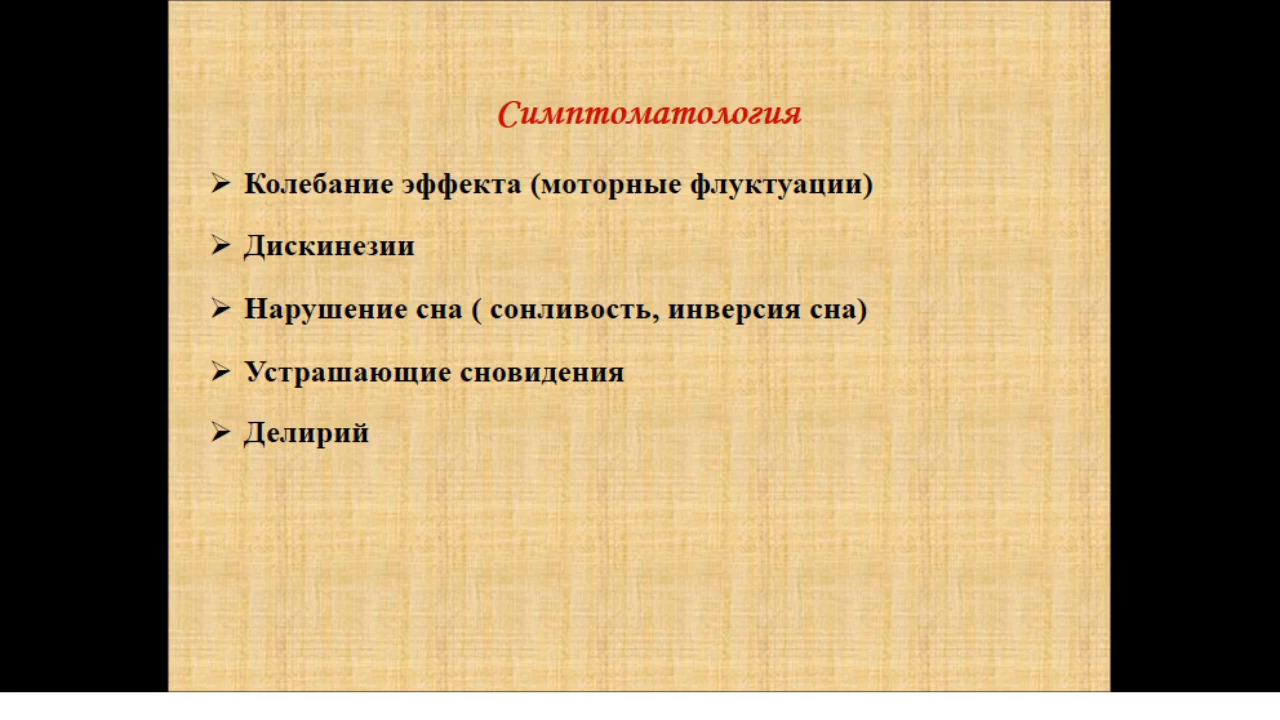 Симптоматология
Колебание эффекта (моторные флуктуации)
Дискинезии
Нарушение сна ( сонливость, инверсия сна)
Устрашающие сновидения
Делирий